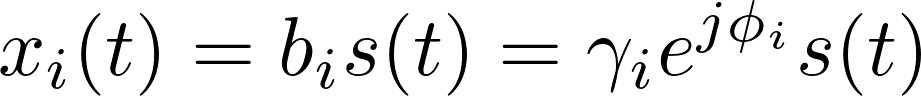 x_i(t) = b_i s(t) = γ_i e^{jϕ_i} s(t)